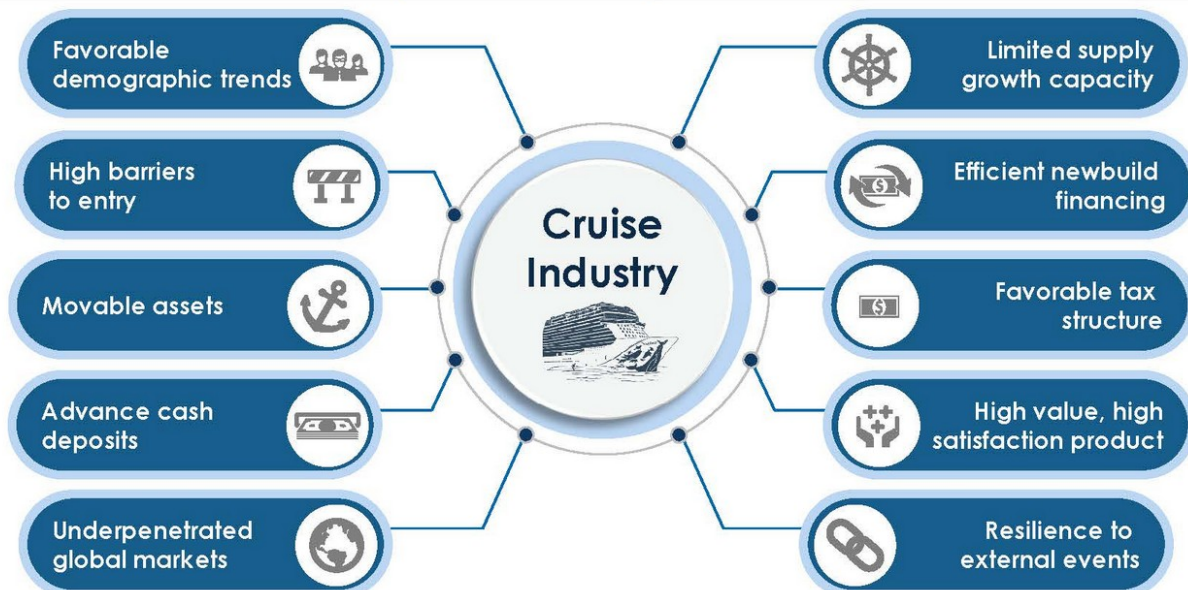 Favorable
demographic trends
High barriers
to entry
Movable assets
Advance cash
deposits
Underpenetrated
global markets
Cruise
Industry
Limited supply
growth capacity
Efficient newbuild
financing
Favorable tax
structure
High value, high
satisfaction product
Resilience to
external events